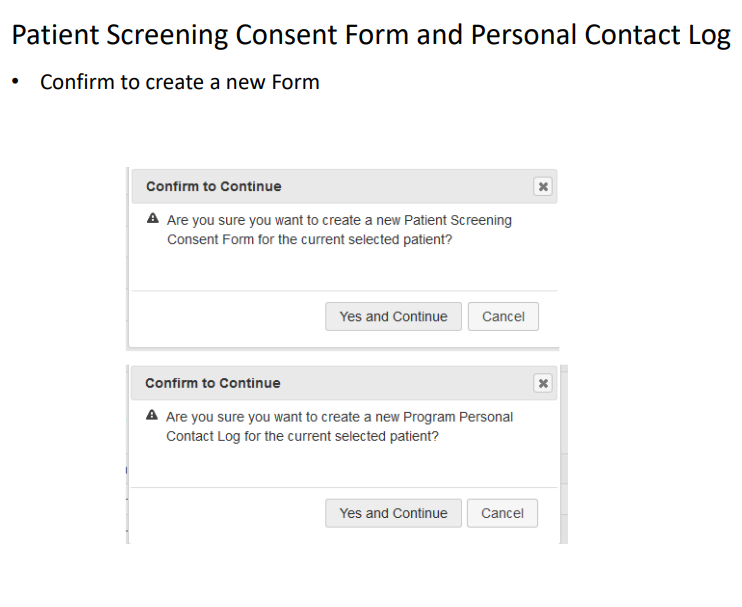 Patient Screening Consent Form and Personal Contact Log
• Confirm to create a new Form
Confirm to Continue
Are you sure you want to create a new Patient Screening
Consent Form for the current selected patient?
Yes and Continue Cancel
Confirm to Continue
Are you sure you want to create a new Program Personal
Contact Log for the current selected patient?
Yes and Continue Cancel